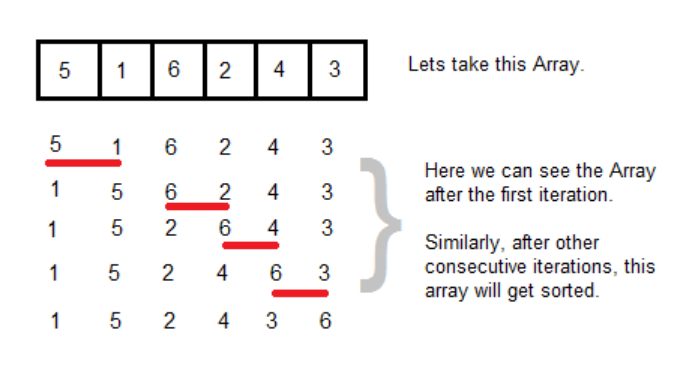 5 1 6 2 4 3
Lets take this Array.
5 1 6 2 4 3
1 5 6 2 4 3
1 5 2 6 4 3
1 5 2 4 6 3
1 5 2 4 3 6
Here we can see the Array
after the first iteration.
Similarly, after other
consecutive iterations, this
array will get sorted.